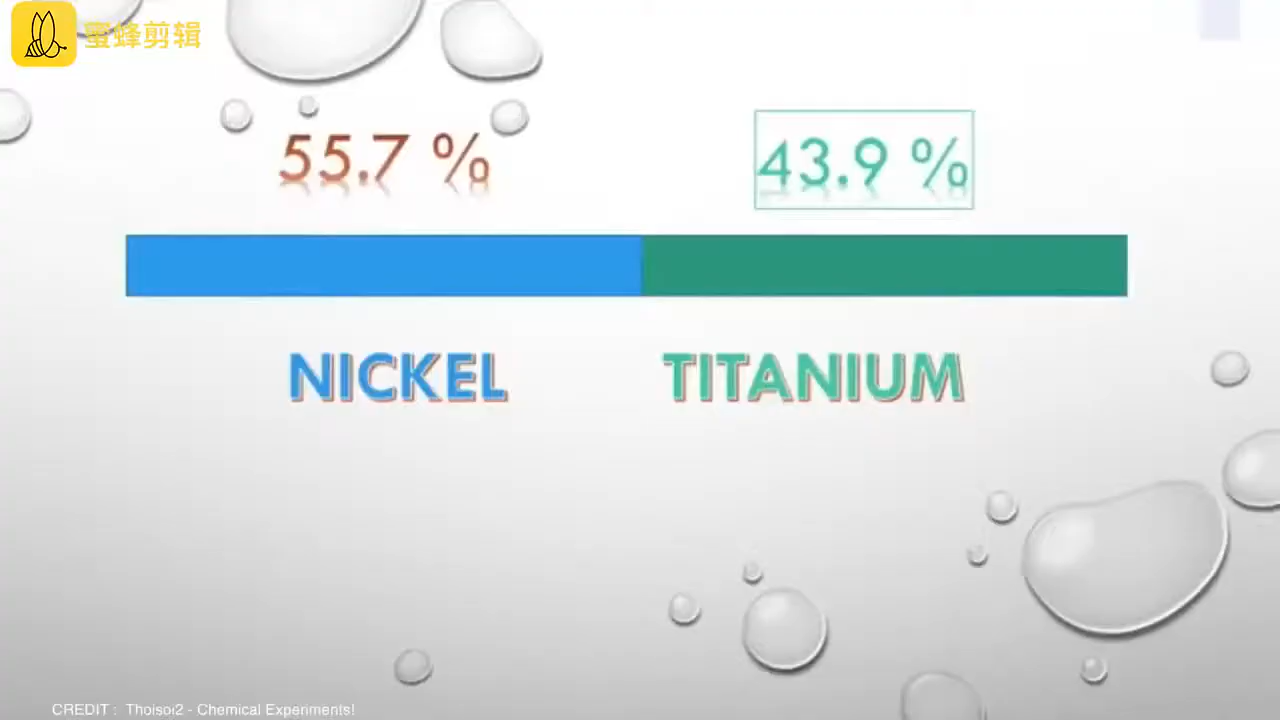 蜜蜂剪辑
55.7 %
43.9 %
NICKEL
TITANIUM
CREDIT : Thoisoi2 - Chemical Experiments!